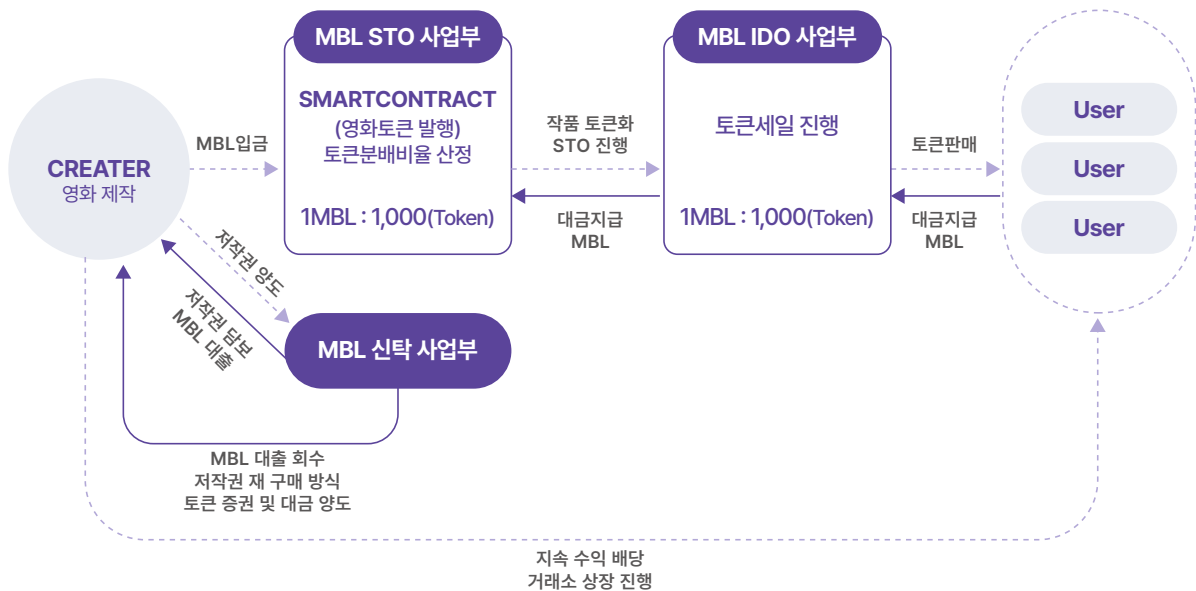 MBL STO 사업부
MBL IDO 사업부
CREATER
영화 제작
MBL입금
SMARTCONTRACT
(영화토큰 발행)
토큰분배비율 산정
1MBL : 1,000(Token)
작품 토큰화
STO 진행
대금지급
MBL
토큰세일 진행
1MBL : 1,000(Token)
토큰판매
대금지급
MBL
User
User
User
저작권 양도
저작권 담보
MBL 대출
MBL 신탁 사업부
MBL 대출 회수
저작권 재 구매 방식
토큰 증권 및 대금 양도
지속 수익 배당
거래소 상장 진행